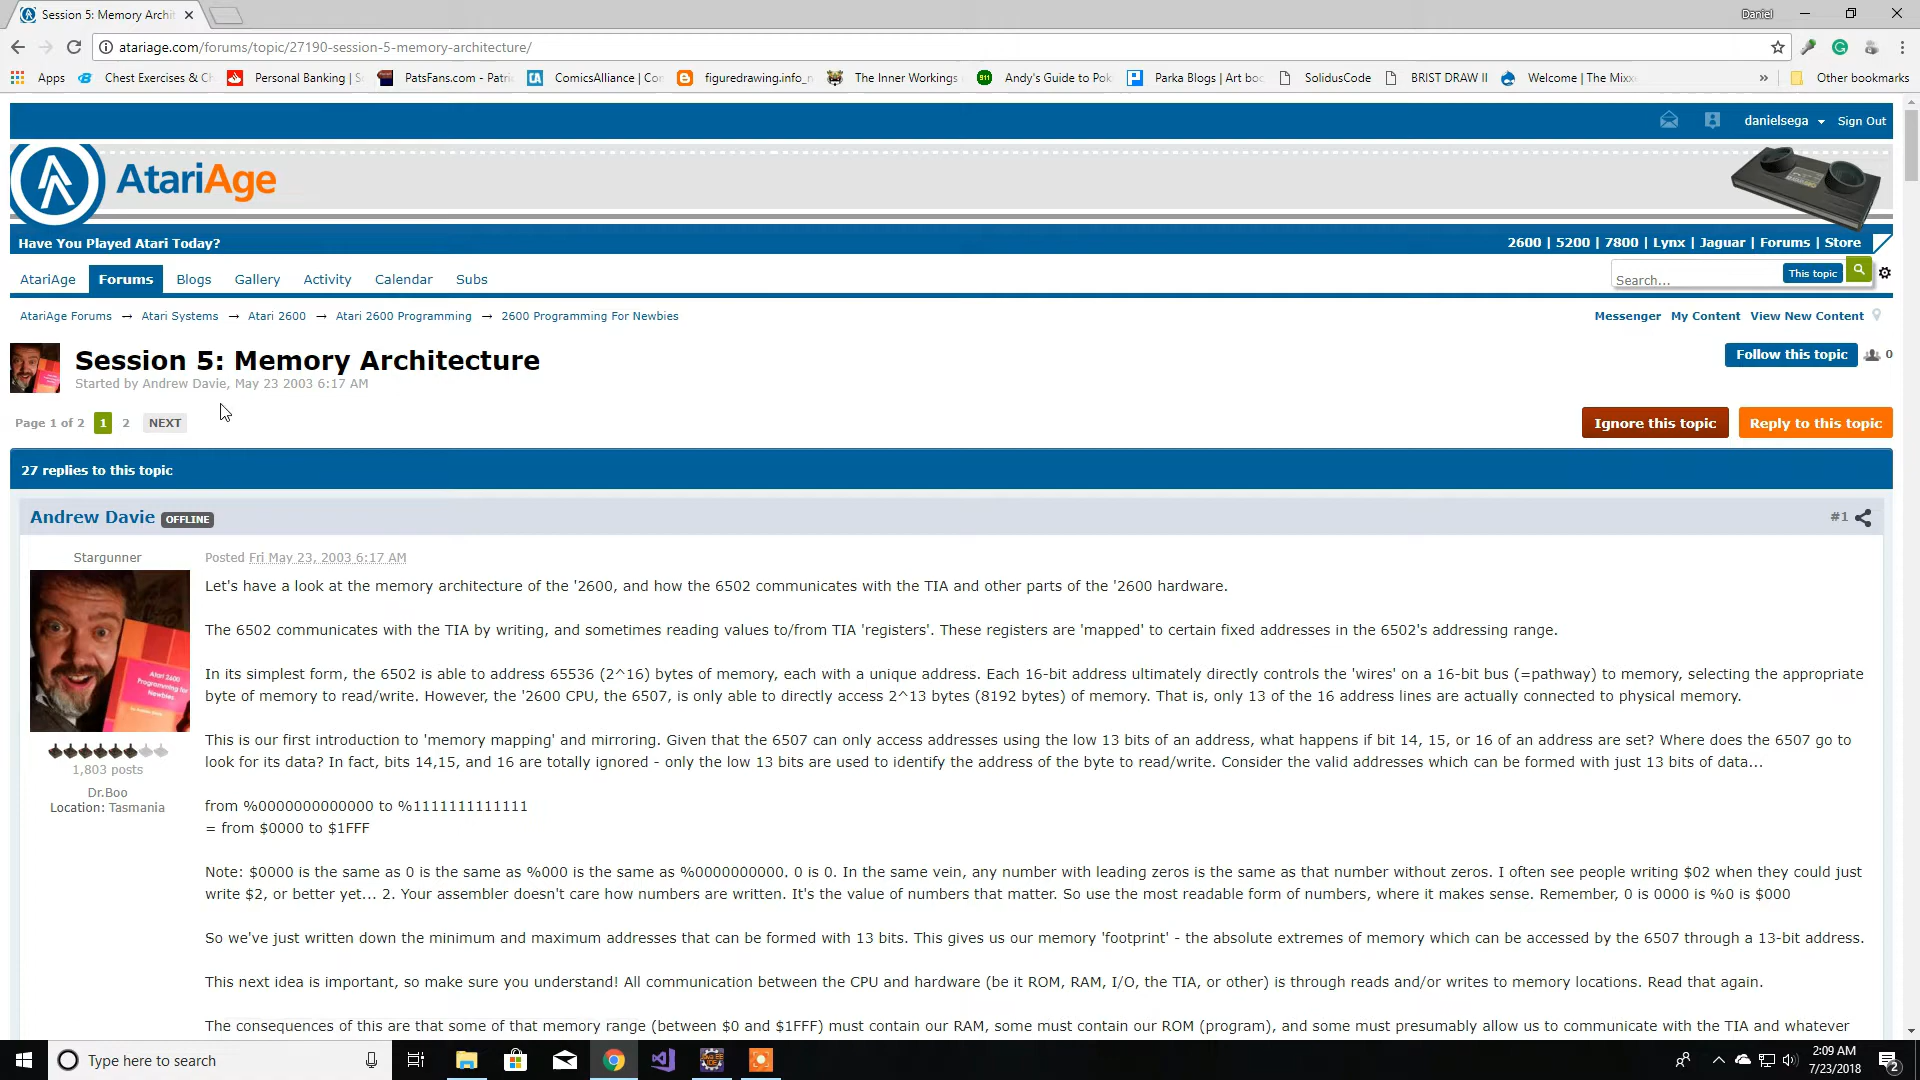 Session 5: Memory Archit
Daniel
atariage.com/forums/topic/27190-session-5-memory-architecture/
Apps Chest Exercises & Ch Personal Banking | S PatsFans.com - Patri ComicsAlliance | Co figuredrawing.info_n The Inner Workings Andy's Guide to Pok Parka Blogs | Art boo SolidusCode BRIST DRAW II Welcome | The Mixx » Other bookmarks
danielsega Sign Out
AtariAge
Have You Played Atari Today? 2600 | 5200 | 7800 | Lynx | Jaguar | Forums | Store
AtariAge Forums Blogs Gallery Activity Calendar Subs Search... This topic
AtariAge Forums → Atari Systems → Atari 2600 → Atari 2600 Programming → 2600 Programming For Newbies Messenger My Content View New Content
Session 5: Memory Architecture Follow this topic 0
Started by Andrew Davie, May 23 2003 6:17 AM
Page 1 of 2 1 2 NEXT Ignore this topic Reply to this topic
27 replies to this topic
Andrew Davie OFFLINE #1
Stargunner
Atari 2600 Programming for Newbies
1,803 posts
Dr.Boo
Location: Tasmania
Posted Fri May 23, 2003 6:17 AM
Let's have a look at the memory architecture of the '2600, and how the 6502 communicates with the TIA and other parts of the '2600 hardware.
The 6502 communicates with the TIA by writing, and sometimes reading values to/from TIA 'registers'. These registers are 'mapped' to certain fixed addresses in the 6502's addressing range.
In its simplest form, the 6502 is able to address 65536 (2^16) bytes of memory, each with a unique address. Each 16-bit address ultimately directly controls the 'wires' on a 16-bit bus (=pathway) to memory, selecting the appropriate
byte of memory to read/write. However, the '2600 CPU, the 6507, is only able to directly access 2^13 bytes (8192 bytes) of memory. That is, only 13 of the 16 address lines are actually connected to physical memory.
This is our first introduction to 'memory mapping' and mirroring. Given that the 6507 can only access addresses using the low 13 bits of an address, what happens if bit 14, 15, or 16 of an address are set? Where does the 6507 go to
look for its data? In fact, bits 14,15, and 16 are totally ignored - only the low 13 bits are used to identify the address of the byte to read/write. Consider the valid addresses which can be formed with just 13 bits of data...
from %0000000000000 to %1111111111111
= from $0000 to $1FFF
Note: $0000 is the same as 0 is the same as %000 is the same as %0000000000. 0 is 0. In the same vein, any number with leading zeros is the same as that number without zeros. I often see people writing $02 when they could just
write $2, or better yet... 2. Your assembler doesn't care how numbers are written. It's the value of numbers that matter. So use the most readable form of numbers, where it makes sense. Remember, 0 is 0000 is %0 is $000
So we've just written down the minimum and maximum addresses that can be formed with 13 bits. This gives us our memory 'footprint' - the absolute extremes of memory which can be accessed by the 6507 through a 13-bit address.
This next idea is important, so make sure you understand! All communication between the CPU and hardware (be it ROM, RAM, I/O, the TIA, or other) is through reads and/or writes to memory locations. Read that again.
The consequences of this are that some of that memory range (between $0 and $1FFF) must contain our RAM, some must contain our ROM (program), and some must presumably allow us to communicate with the TIA and whatever
Type here to search
2:09 AM
7/23/2018
2